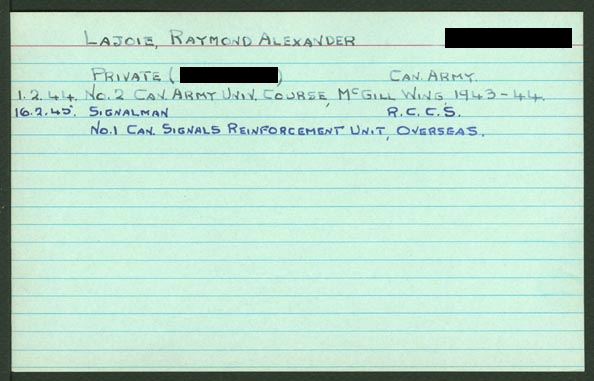 LAJOIE, RAYMOND ALEXANDER
PRIVATE ( ) CAN. ARMY.
1.2.44. No. 2 CAN. ARMY UNIV. COURSE, McGILL WING, 1943-44.
16.2.45. SIGNALMAN R.C.C.S.
No.1 CAN. SIGNALS REINFORCEMENT UNIT, OVERSEAS.